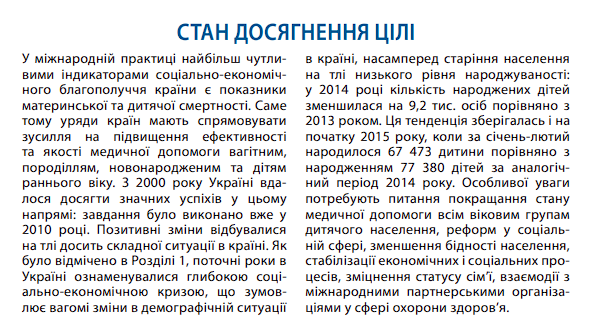 СТАН ДОСЯГНЕННЯ ЦІЛІ
У міжнародній практиці найбільш чутли-
вими індикаторами соціально-економіч-
ного благополуччя країни є показники
материнської та дитячої смертності. Саме
тому уряди країн мають спрямовувати
зусилля на підвищення ефективності
та якості медичної допомоги вагітним,
породіллям, новонародженим та дітям
раннього віку. З 2000 року Україні вда-
лося досягти значних успіхів у цьому
напрямі: завдання було виконано вже у
2010 році. Позитивні зміни відбувалися
на тлі досить складної ситуації в країні. Як
було відмічено в Розділі 1, поточні роки в
Україні ознаменувалися глибокою соці-
ально-економічною кризою, що зумов-
лює вагомі зміни в демографічній ситуації
в країні, насамперед старіння населення
на тлі низького рівня народжуваності:
у 2014 році кількість народжених дітей
зменшилася на 9,2 тис. осіб порівняно з
2013 роком. Ця тенденція зберігалась і на
початку 2015 року, коли за січень-лютий
народилося 67 473 дитини порівняно з
народженням 77 380 дітей за аналогіч-
ний період 2014 року. Особливої уваги
потребують питання покращання стану
медичної допомоги всім віковим групам
дитячого населення, реформ у соціаль-
ній сфері, зменшення бідності населення,
стабілізації економічних і соціальних про-
цесів, зміцнення статусу сім’ї, взаємодії з
міжнародними партнерськими організа-
ціями у сфері охорони здоров’я.